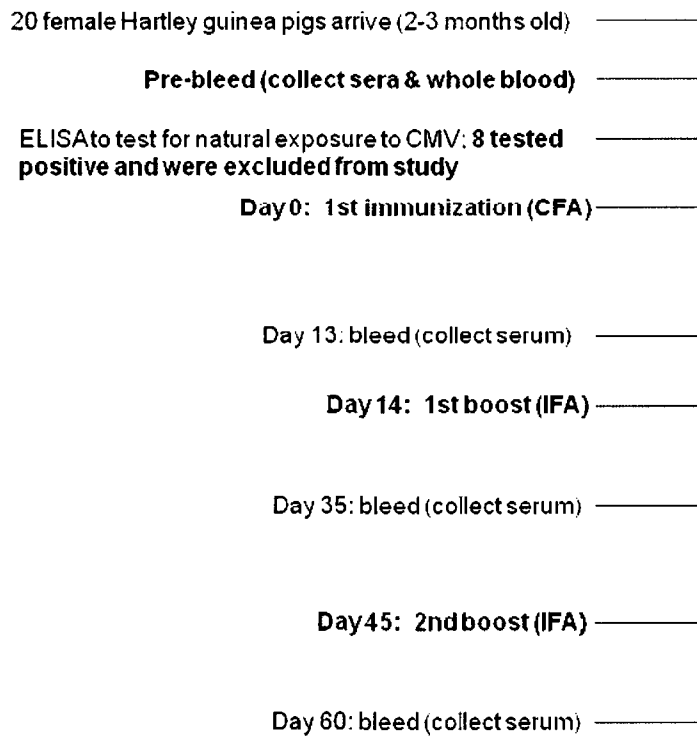 20 female Hartley guinea pigs arrive (2-3 months old)
Pre-bleed (collect sera & whole blood)
ELISA to test for natural exposure to CMV: 8 tested
positive and were excluded from study
Day 0: 1st immunization (CFA)
Day 13: bleed (collect serum)
Day 14: 1st boost (IFA)
Day 35: bleed (collect serum)
Day 45: 2nd boost (IFA)
Day 60: bleed (collect serum)